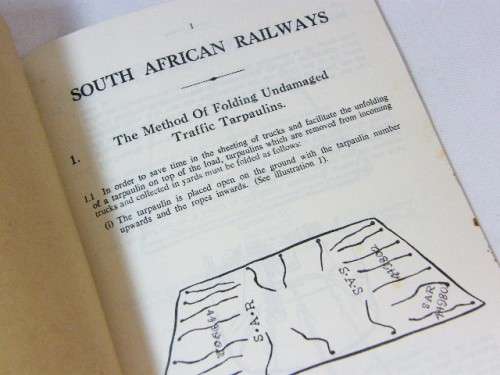 1
SOUTH AFRICAN RAILWAYS
1. The Method Of Folding Undamaged
Traffic Tarpaulins.
1.1 In order to save time in the sheeting of trucks and facilitate the unfolding
of a tarpaulin on top of the load, tarpaulins which are removed from incoming
trucks and collected in yards must be folded as follows:
(i) The tarpaulin is placed open on the ground with the tarpaulin number
upwards and the ropes inwards. (See illustration 1).
S·A·R
S·V·S
SAR